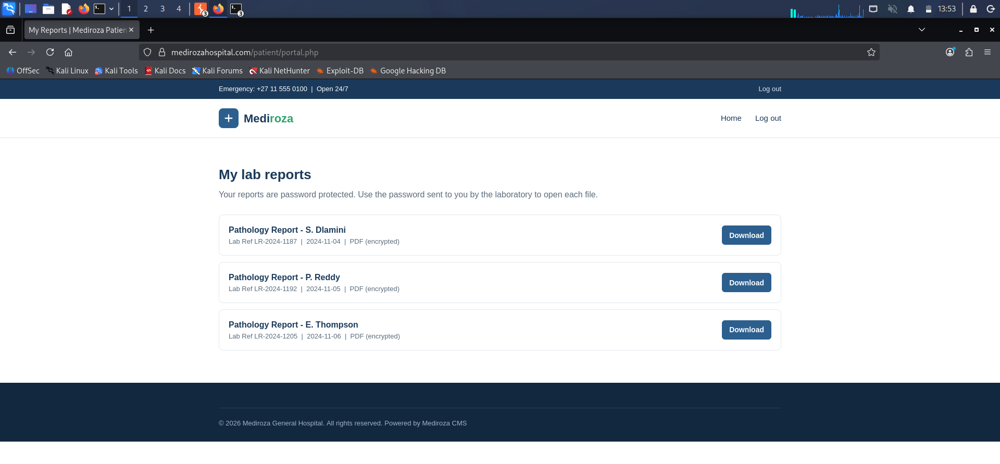 1 2 3 4 3 3 13:53
My Reports | Mediroza Patien
medirozahospital.com/patient/portal.php
OffSec Kali Linux Kali Tools Kali Docs Kali Forums Kali NetHunter Exploit-DB Google Hacking DB
Emergency: +27 11 555 0100 | Open 24/7 Log out
Mediroza Home Log out
My lab reports
Your reports are password protected. Use the password sent to you by the laboratory to open each file.
Pathology Report - S. Dlamini
Lab Ref LR-2024-1187 | 2024-11-04 | PDF (encrypted)
Download
Pathology Report - P. Reddy
Lab Ref LR-2024-1192 | 2024-11-05 | PDF (encrypted)
Download
Pathology Report - E. Thompson
Lab Ref LR-2024-1205 | 2024-11-06 | PDF (encrypted)
Download
© 2026 Mediroza General Hospital. All rights reserved. Powered by Mediroza CMS